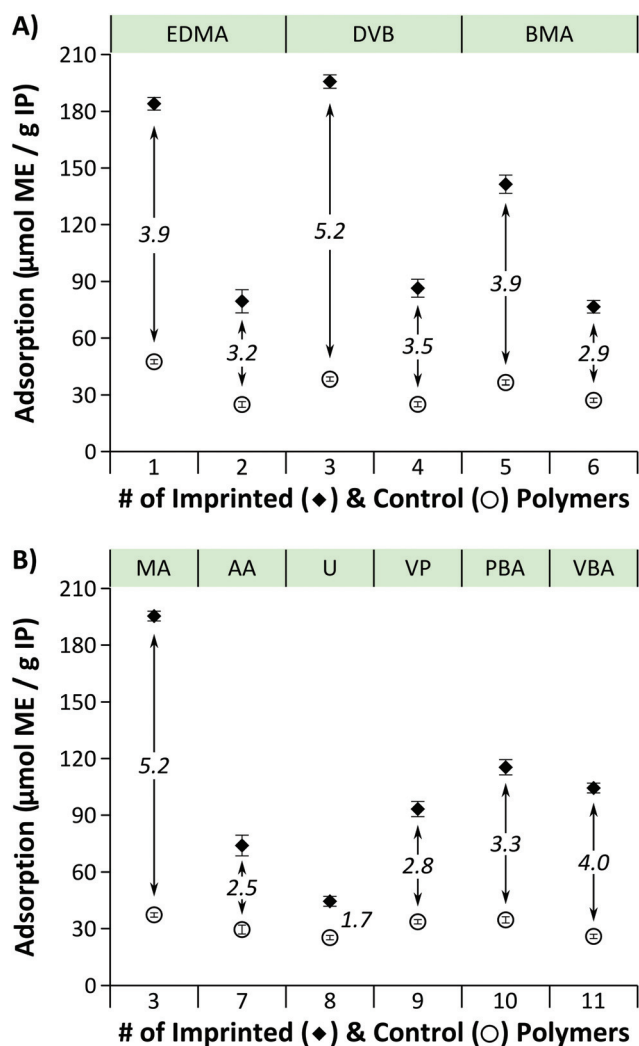 A)
EDMA DVB BMA
210
180
150
120
90
60
30
0
Adsorption (µmol ME / g IP)
3.9 3.2 5.2 3.5 3.9 2.9
1 2 3 4 5 6
# of Imprinted (◆) & Control (○) Polymers
B)
MA AA U VP PBA VBA
210
180
150
120
90
60
30
0
Adsorption (µmol ME / g IP)
5.2 2.5 1.7 2.8 3.3 4.0
3 7 8 9 10 11
# of Imprinted (◆) & Control (○) Polymers